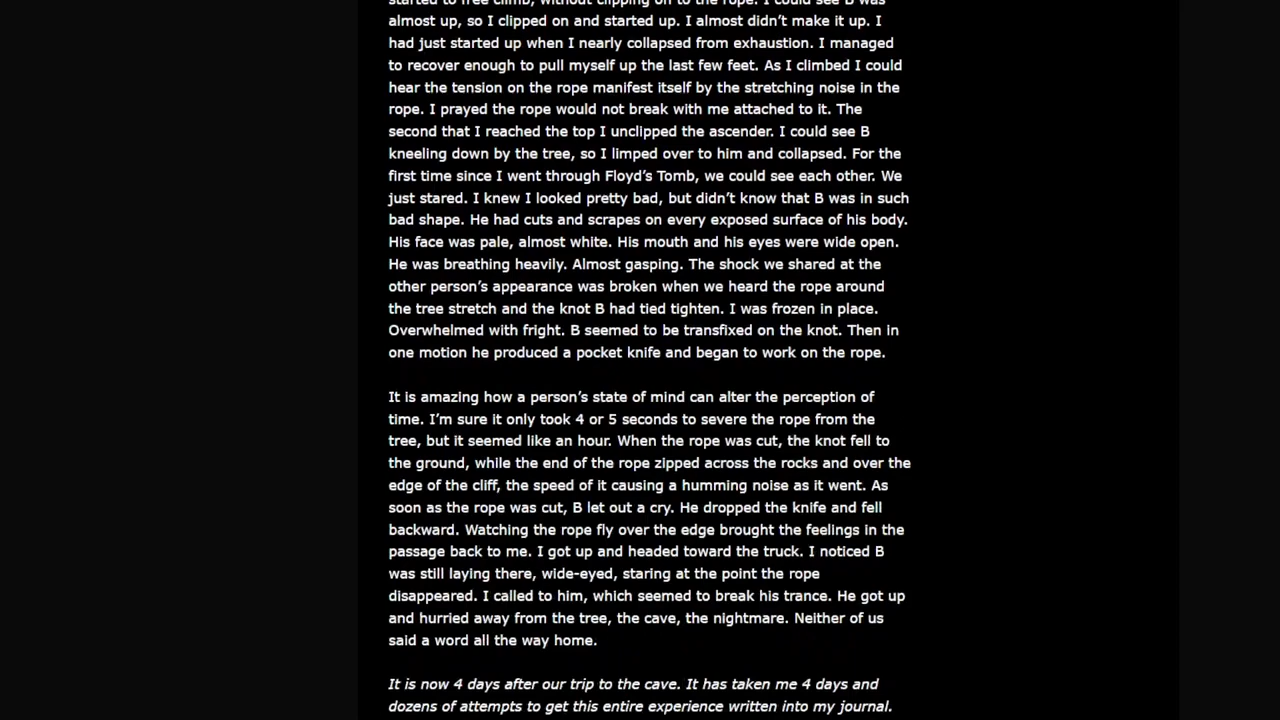 started to free climb, without clipping on to the rope. I could see B was
almost up, so I clipped on and started up. I almost didn’t make it up. I
had just started up when I nearly collapsed from exhaustion. I managed
to recover enough to pull myself up the last few feet. As I climbed I could
hear the tension on the rope manifest itself by the stretching noise in the
rope. I prayed the rope would not break with me attached to it. The
second that I reached the top I unclipped the ascender. I could see B
kneeling down by the tree, so I limped over to him and collapsed. For the
first time since I went through Floyd’s Tomb, we could see each other. We
just stared. I knew I looked pretty bad, but didn’t know that B was in such
bad shape. He had cuts and scrapes on every exposed surface of his body.
His face was pale, almost white. His mouth and his eyes were wide open.
He was breathing heavily. Almost gasping. The shock we shared at the
other person’s appearance was broken when we heard the rope around
the tree stretch and the knot B had tied tighten. I was frozen in place.
Overwhelmed with fright. B seemed to be transfixed on the knot. Then in
one motion he produced a pocket knife and began to work on the rope.
It is amazing how a person’s state of mind can alter the perception of
time. I’m sure it only took 4 or 5 seconds to severe the rope from the
tree, but it seemed like an hour. When the rope was cut, the knot fell to
the ground, while the end of the rope zipped across the rocks and over the
edge of the cliff, the speed of it causing a humming noise as it went. As
soon as the rope was cut, B let out a cry. He dropped the knife and fell
backward. Watching the rope fly over the edge brought the feelings in the
passage back to me. I got up and headed toward the truck. I noticed B
was still laying there, wide-eyed, staring at the point the rope
disappeared. I called to him, which seemed to break his trance. He got up
and hurried away from the tree, the cave, the nightmare. Neither of us
said a word all the way home.
It is now 4 days after our trip to the cave. It has taken me 4 days and
dozens of attempts to get this entire experience written into my journal.